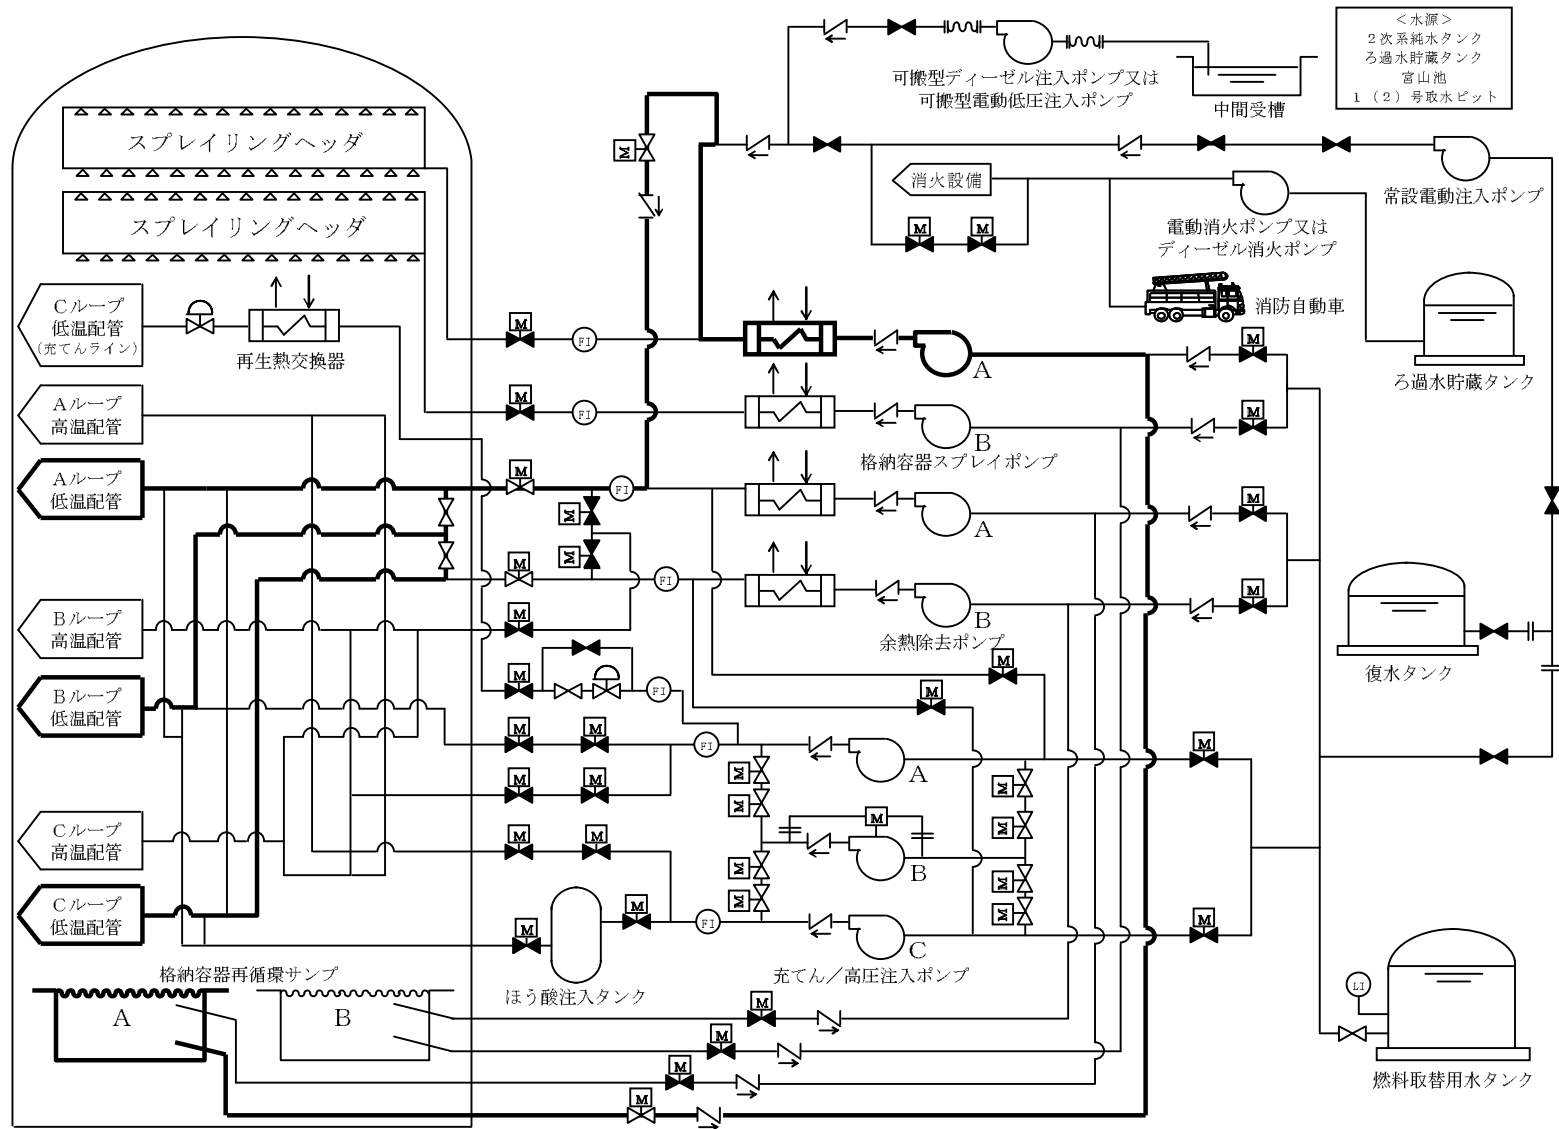 <水源>
2次系純水タンク
ろ過水貯蔵タンク
宮山池
1(2)号取水ピット
可搬型ディーゼル注入ポンプ又は
可搬型電動低圧注入ポンプ
中間受槽
スプレイリングヘッダ
スプレイリングヘッダ
M
消火設備
常設電動注入ポンプ
M
M
電動消火ポンプ又は
ディーゼル消火ポンプ
消防自動車
ろ過水貯蔵タンク
Cループ
低温配管
(充てんライン)
再生熱交換器
M
FI
A
M
Aループ
高温配管
M
FI
B
M
格納容器スプレイポンプ
Aループ
低温配管
M
FI
M
A
M
M
M
FI
B
M
余熱除去ポンプ
Bループ
高温配管
M
M
復水タンク
Bループ
低温配管
M
FI
M
M
M
FI
A
M
M
M
M
M
M
M
Cループ
高温配管
M
M
M
M
B
M
M
M
M
Cループ
低温配管
M
M
FI
C
M
充てん/高圧注入ポンプ
ほう酸注入タンク
格納容器再循環サンプ
A
B
M
M
M
M
LI
燃料取替用水タンク